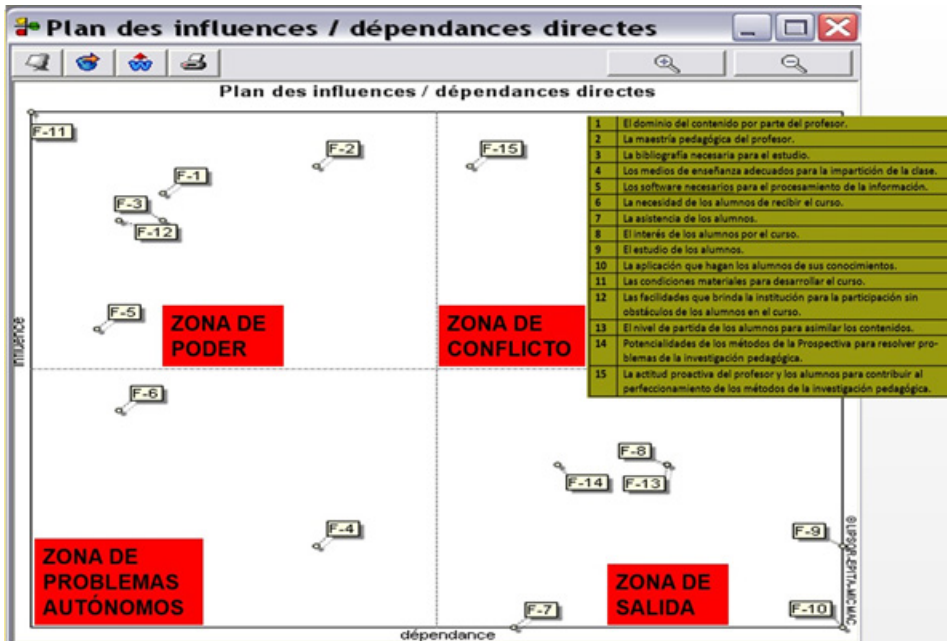 Plan des influences / dépendances directes
Plan des influences / dépendances directes
F-11
F-2
F-15
F-1
F-3
F-12
F-5
ZONA DE
PODER
ZONA DE
CONFLICTO
influence
1 El dominio del contenido por parte del profesor.
2 La maestría pedagógica del profesor.
3 La bibliografía necesaria para el estudio.
4 Los medios de enseñanza adecuados para la impartición de la clase.
5 Los software necesarios para el procesamiento de la información.
6 La necesidad de los alumnos de recibir el curso.
7 La asistencia de los alumnos.
8 El interés de los alumnos por el curso.
9 El estudio de los alumnos.
10 La aplicación que hagan los alumnos de sus conocimientos.
11 Las condiciones materiales para desarrollar el curso.
12 Las facilidades que brinda la institución para la participación sin
obstáculos de los alumnos en el curso.
13 El nivel de partida de los alumnos para asimilar los contenidos.
14 Potencialidades de los métodos de la Prospectiva para resolver pro-
blemas de la investigación pedagógica.
15 La actitud proactiva del profesor y los alumnos para contribuir al
perfeccionamiento de los métodos de la investigación pedagógica.
F-6
F-8
F-14
F-13
F-4
F-9
ZONA DE
PROBLEMAS
AUTÓNOMOS
ZONA DE
SALIDA
F-7
F-10
dépendance
© LIPSOR-EPITA-MICMAC